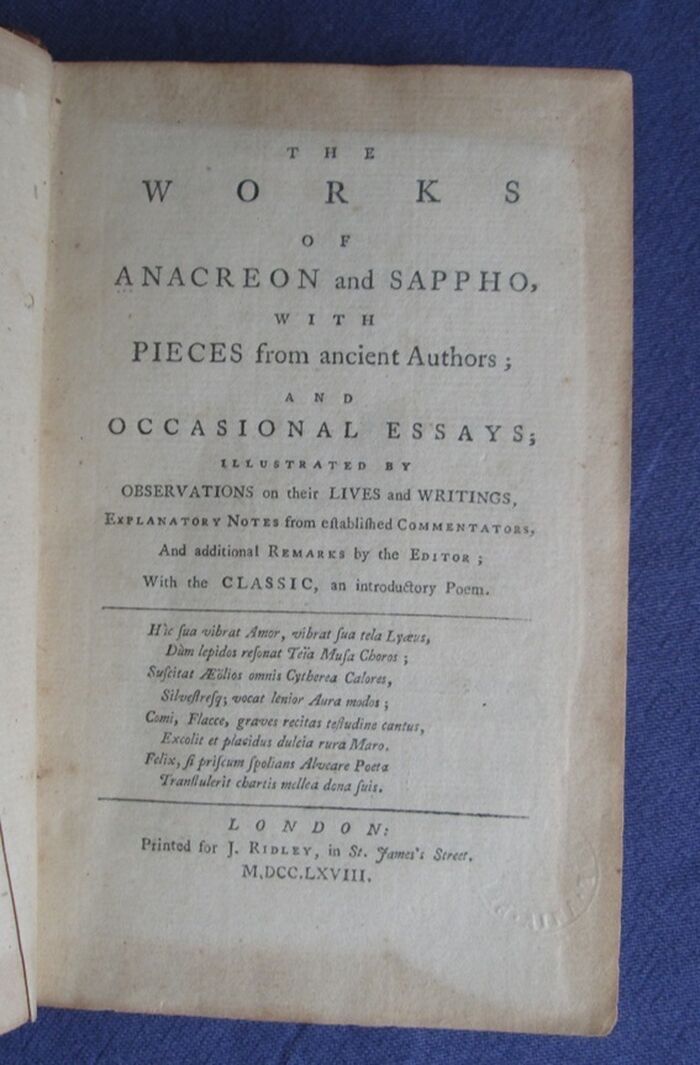 THE
WORKS
OF
ANACREON and SAPPHO,
WITH
PIECES from ancient Authors;
AND
OCCASIONAL ESSAYS;
ILLUSTRATED BY
OBSERVATIONS on their LIVES and WRITINGS,
EXPLANATORY NOTES from eſtabliſhed COMMENTATORS,
And additional REMARKS by the EDITOR;
With the CLASSIC, an introductory Poem.
Hìc ſua vibrat Amor, vibrat ſua tela Lyæus,
Dùm lepidos reſonat Teïa Muſa Choros;
Suſcitat Æölios omnis Cytherea Calores,
Silveſtreſq; vocat lenior Aura modos;
Comi, Flacce, graves recitas teſtudine cantus,
Excolit et placidus dulcia rura Maro.
Felix, ſi priſcum ſpolians Alveare Poeta
Tranſtulerit chartis mellea dona ſuis.
LONDON:
Printed for J. RIDLEY, in St. James's Street.
M,DCC.LXVIII.